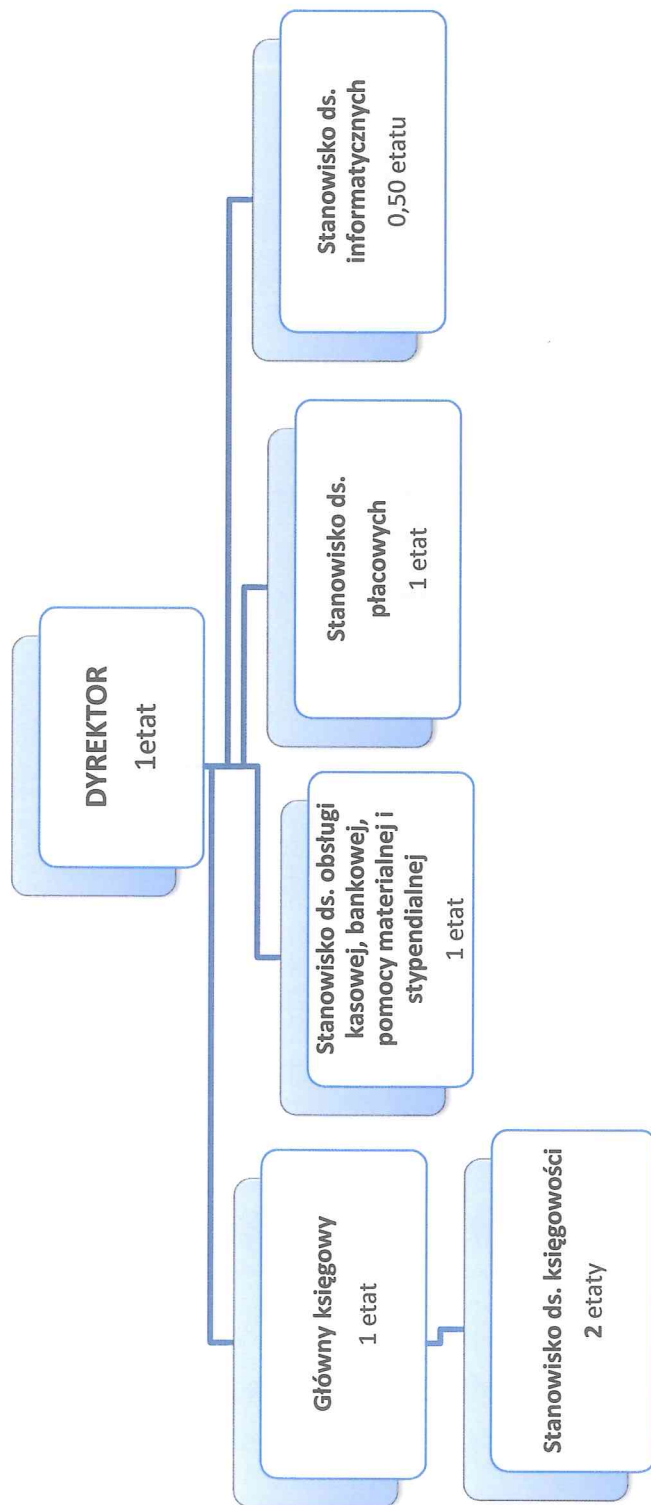 DYREKTOR
1etat
Główny księgowy
1 etat
Stanowisko ds. obsługi
kasowej, bankowej,
pomocy materialnej i
stypendialnej
1 etat
Stanowisko ds.
płacowych
1 etat
Stanowisko ds.
informatycznych
0,50 etatu
Stanowisko ds. księgowości
2 etaty